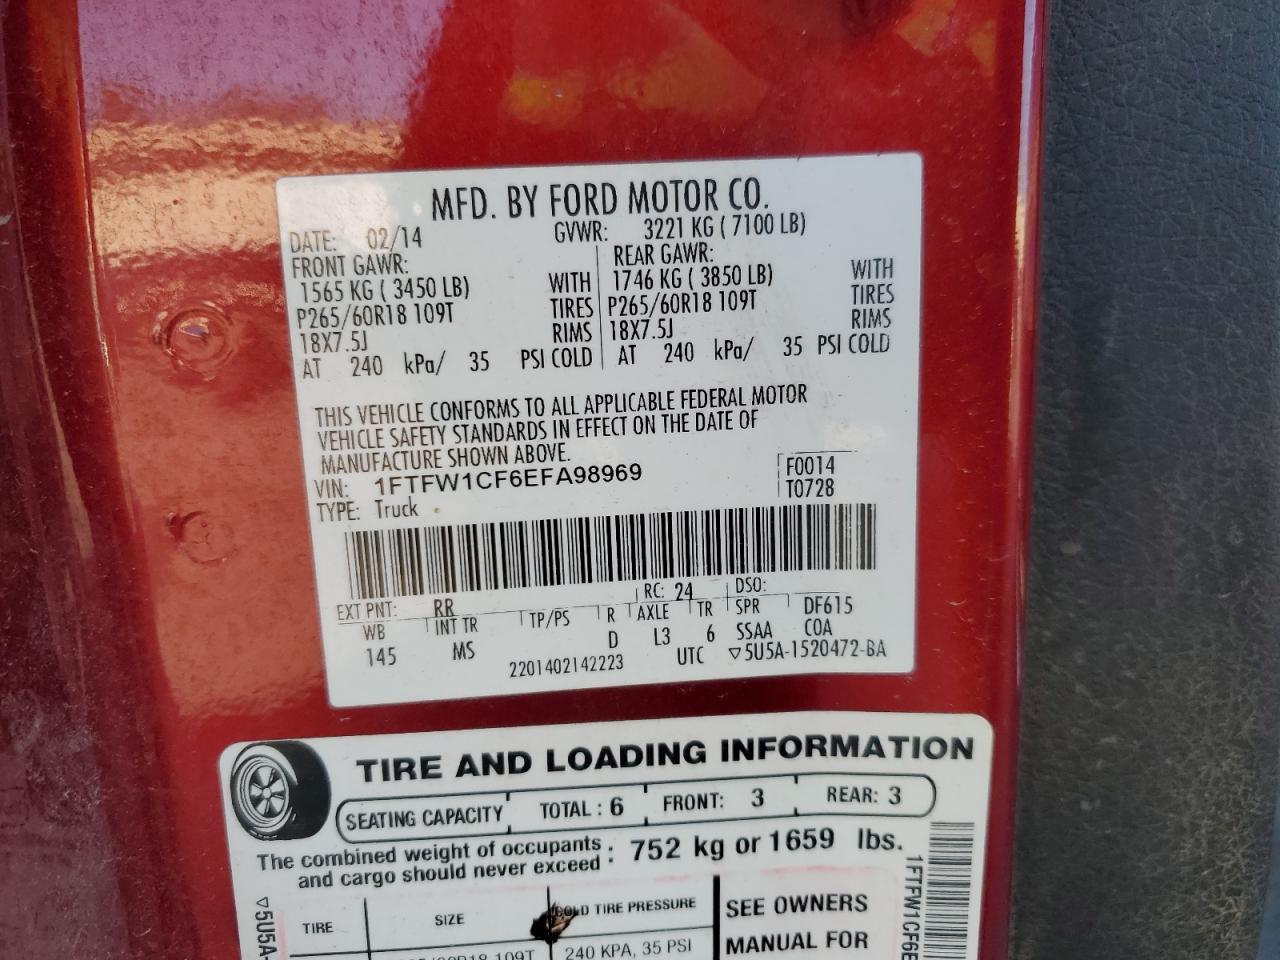 MFD. BY FORD MOTOR CO.
DATE: 02/14 GVWR: 3221 KG ( 7100 LB)
FRONT GAWR: REAR GAWR:
1565 KG ( 3450 LB) WITH 1746 KG ( 3850 LB) WITH
P265/60R18 109T TIRES P265/60R18 109T TIRES
18X7.5J RIMS 18X7.5J RIMS
AT 240 kPa/ 35 PSI COLD AT 240 kPa/ 35 PSI COLD
THIS VEHICLE CONFORMS TO ALL APPLICABLE FEDERAL MOTOR
VEHICLE SAFETY STANDARDS IN EFFECT ON THE DATE OF
MANUFACTURE SHOWN ABOVE.
VIN: 1FTFW1CF6EFA98969 F0014
TYPE: Truck T0728
EXT PNT: RR RC: 24 DSO:
WB INT TR TP/PS R AXLE TR SPR DF615
145 MS D L3 6 SSAA COA
2201402142223 UTC ▽5U5A-1520472-BA
TIRE AND LOADING INFORMATION
SEATING CAPACITY TOTAL : 6 FRONT: 3 REAR: 3
The combined weight of occupants and cargo should never exceed : 752 kg or 1659 lbs.
TIRE SIZE COLD TIRE PRESSURE SEE OWNERS
109T 240 KPA, 35 PSI MANUAL FOR
▽5U5A-
1FTFW1CF6E